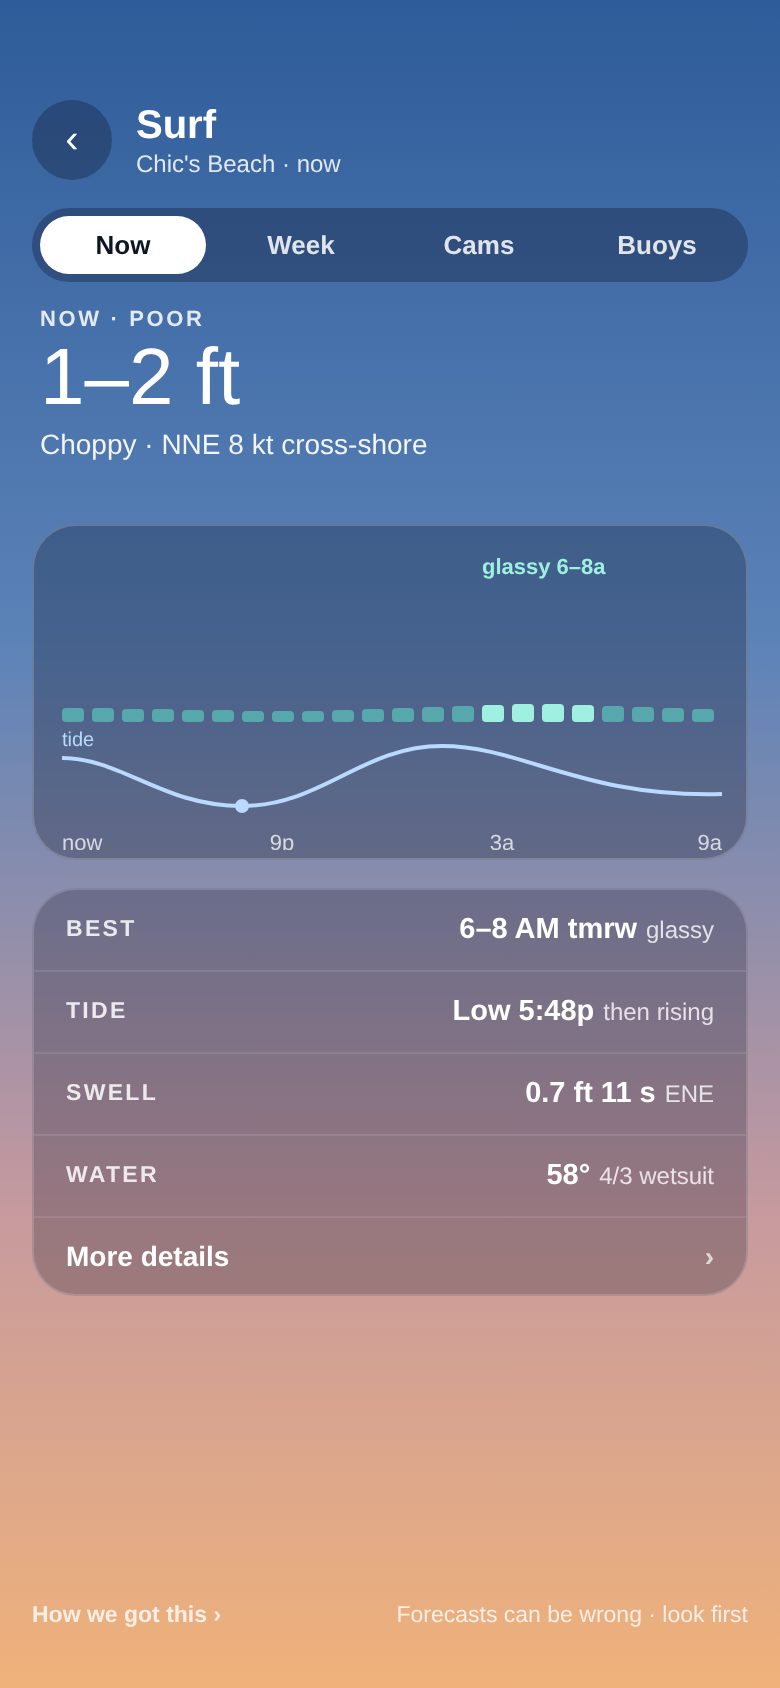 ‹
Surf
Chic's Beach · now
Now Week Cams Buoys
NOW · POOR
1–2 ft
Choppy · NNE 8 kt cross-shore
glassy 6–8a
tide
now 9p 3a 9a
BEST 6–8 AM tmrw glassy
TIDE Low 5:48p then rising
SWELL 0.7 ft 11 s ENE
WATER 58° 4/3 wetsuit
More details ›
How we got this › Forecasts can be wrong · look first